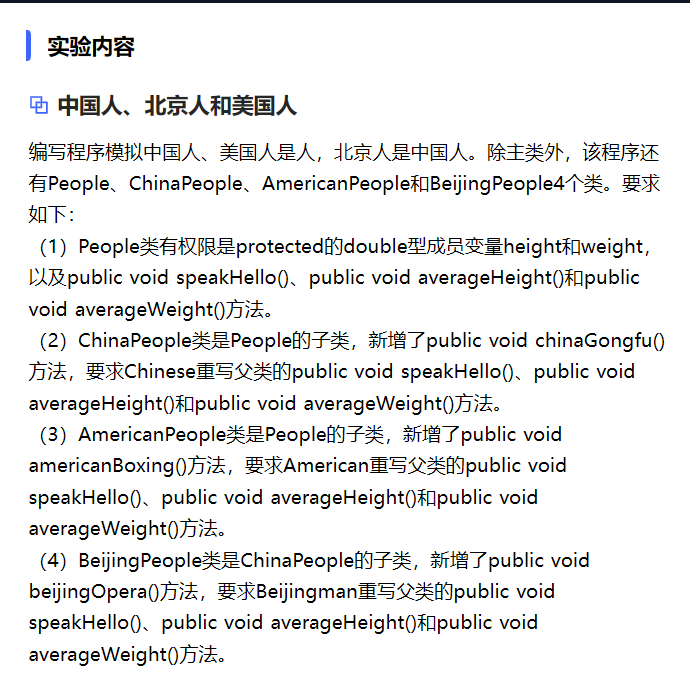 实验内容
中国人、北京人和美国人
编写程序模拟中国人、美国人是人，北京人是中国人。除主类外，该程序还
有People、ChinaPeople、AmericanPeople和BeijingPeople4个类。要求
如下：
（1）People类有权限是protected的double型成员变量height和weight，
以及public void speakHello()、public void averageHeight()和public
void averageWeight()方法。
（2）ChinaPeople类是People的子类，新增了public void chinaGongfu()
方法，要求Chinese重写父类的public void speakHello()、public void
averageHeight()和public void averageWeight()方法。
（3）AmericanPeople类是People的子类，新增了public void
americanBoxing()方法，要求American重写父类的public void
speakHello()、public void averageHeight()和public void
averageWeight()方法。
（4）BeijingPeople类是ChinaPeople的子类，新增了public void
beijingOpera()方法，要求Beijingman重写父类的public void
speakHello()、public void averageHeight()和public void
averageWeight()方法。